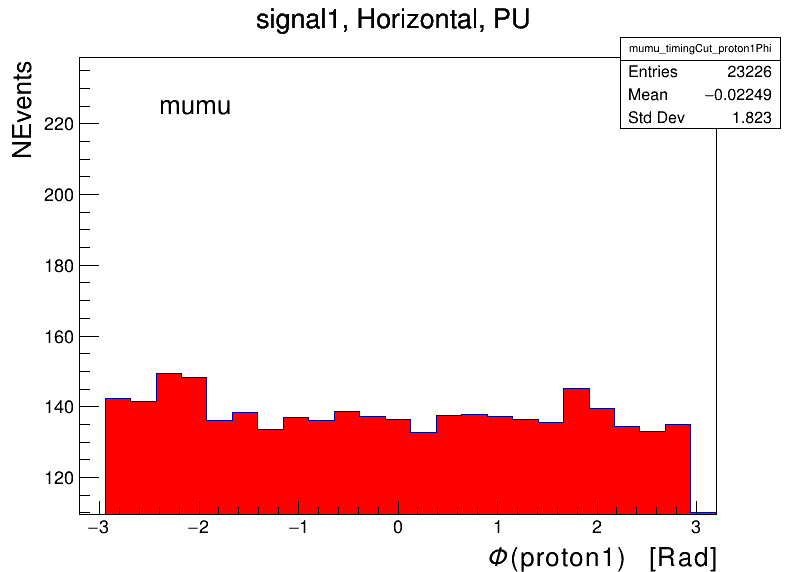 signal1, Horizontal, PU
mumu_timingCut_proton1Phi
Entries 23226
Mean −0.02249
Std Dev 1.823
NEvents
mumu
220
200
180
160
140
120
−3 −2 −1 0 1 2 3
Φ(proton1) [Rad]